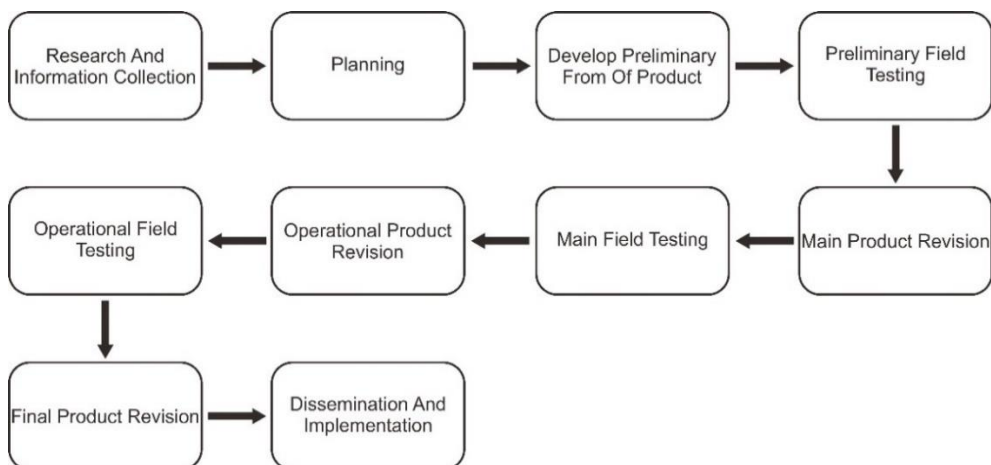 Research And
Information Collection
Planning
Develop Preliminary
From Of Product
Preliminary Field
Testing
Main Product Revision
Main Field Testing
Operational Product
Revision
Operational Field
Testing
Final Product Revision
Dissemination And
Implementation